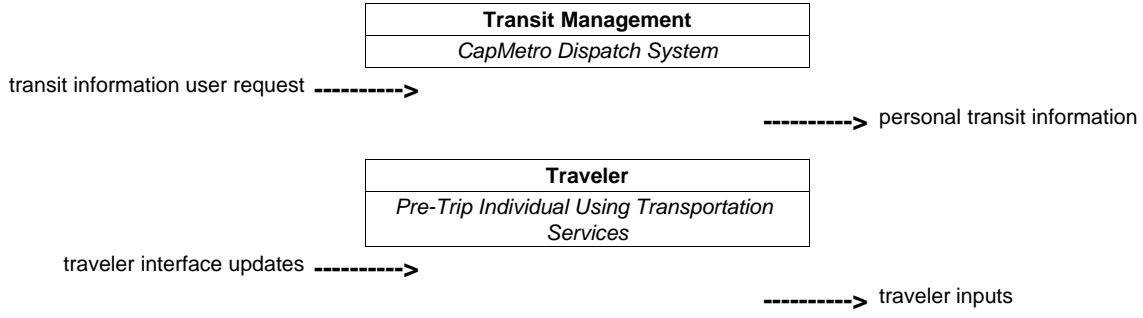 Transit Management
CapMetro Dispatch System
transit information user request ---------->
----------> personal transit information
Traveler
Pre-Trip Individual Using Transportation
Services
traveler interface updates ---------->
----------> traveler inputs